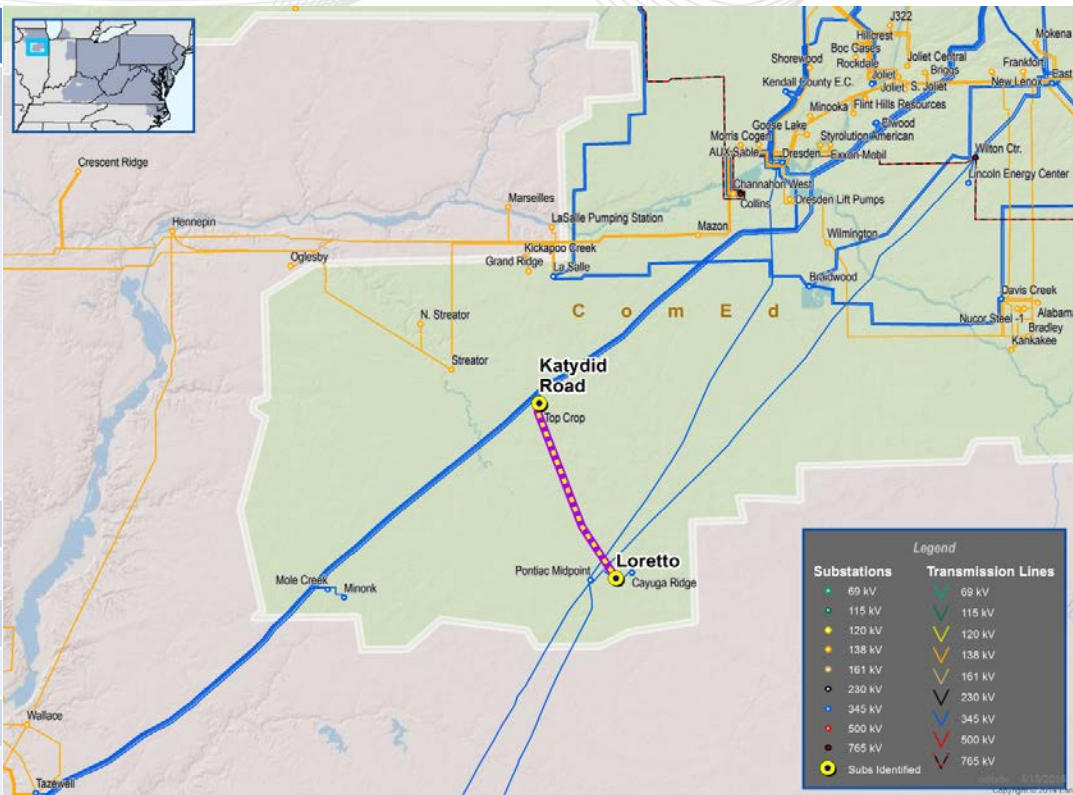 J322
Hillcrest
Mokena
Shorewood
Boc Gases
Rockdale
Joliet Central
Frankfort
Briggs
Joliet
East
Kendall County E.C.
Joliet
S. Joliet
New Lenox
Minooka
Flint Hills Resources
Goose Lake
Elwood
Morris Cogen
Styrolution American
AUX Sable
Dresden
Exxon Mobil
Wilton Ctr.
Crescent Ridge
Lincoln Energy Center
Channahon West
Collins
Dresden Lift Pumps
Marseilles
Hennepin
LaSalle Pumping Station
Mazon
Wilmington
Kickapoo Creek
Oglesby
Grand Ridge
La Salle
Braidwood
Davis Creek
C o m E d
Nucor Steel -1
Alabama
N. Streator
Bradley
Kankakee
Streator
Katydid
Road
Top Crop
Loretto
Pontiac Midpoint
Cayuga Ridge
Mole Creek
Minonk
Wallace
Tazewell
Legend
Substations
Transmission Lines
69 kV
69 kV
115 kV
115 kV
120 kV
120 kV
138 kV
138 kV
161 kV
161 kV
230 kV
230 kV
345 kV
345 kV
500 kV
500 kV
765 kV
765 kV
Subs Identified